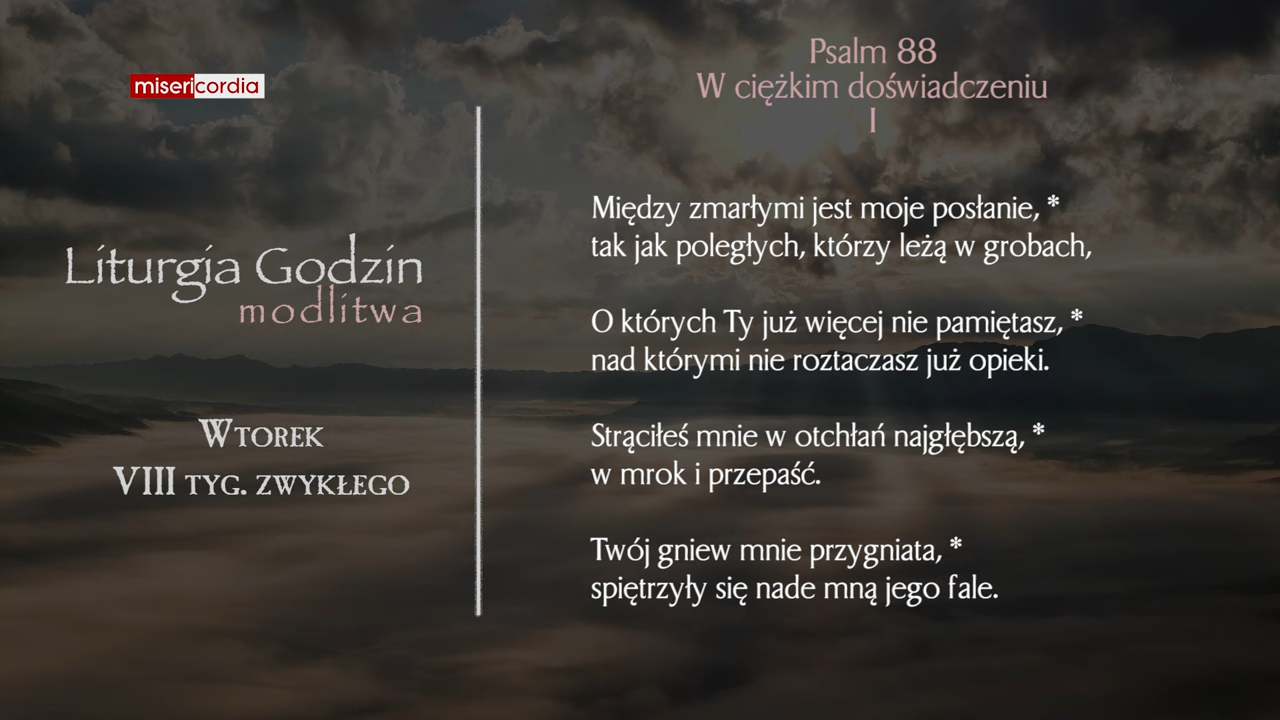 misericordia
Liturgia Godzin
modlitwa
Wtorek
VIII tyg. zwykłego
Psalm 88
W ciężkim doświadczeniu
I
Między zmarłymi jest moje posłanie, *
tak jak poległych, którzy leżą w grobach,
O których Ty już więcej nie pamiętasz, *
nad którymi nie roztaczasz już opieki.
Strąciłeś mnie w otchłań najgłębszą, *
w mrok i przepaść.
Twój gniew mnie przygniata, *
spiętrzyły się nade mną jego fale.